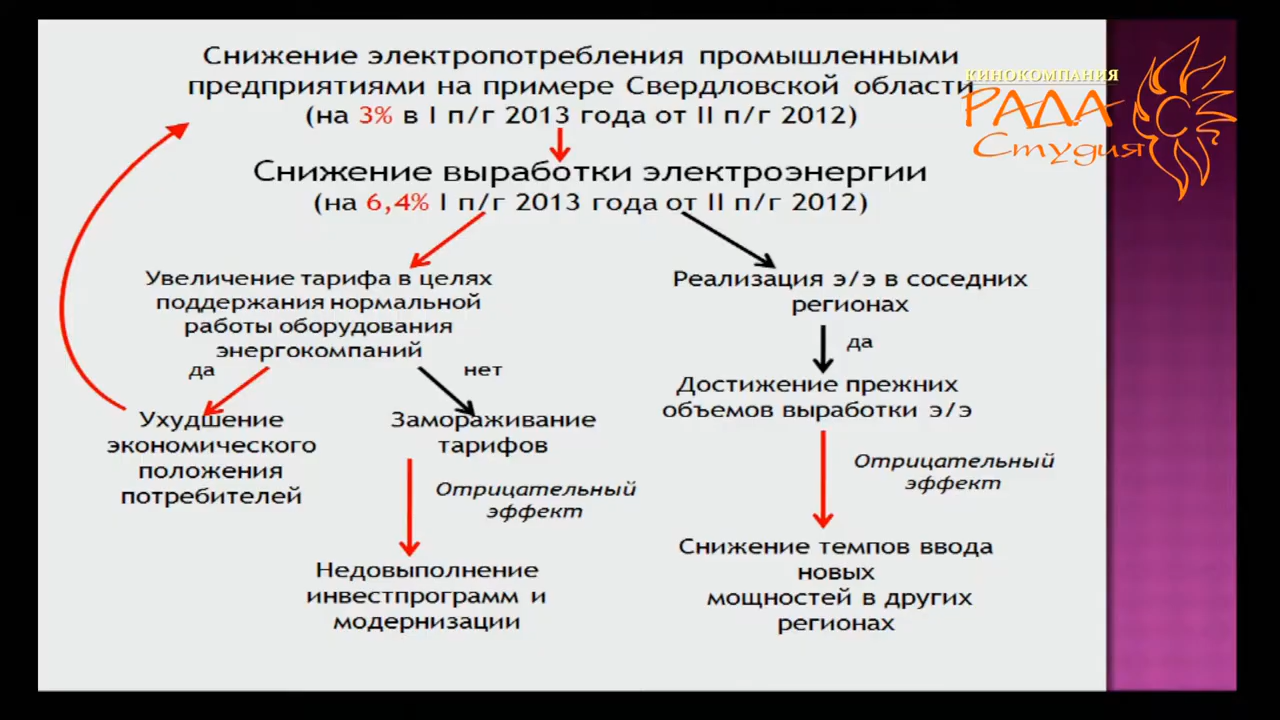 Снижение электропотребления промышленными
предприятиями на примере Свердловской области
(на 3% в I п/г 2013 года от II п/г 2012)
КИНОКОМПАНИЯ
РАДА
Студия
Снижение выработки электроэнергии
(на 6,4% I п/г 2013 года от II п/г 2012)
Увеличение тарифа в целях
поддержания нормальной
работы оборудования
энергокомпаний
Реализация э/э в соседних
регионах
да
нет
да
Ухудшение
экономического
положения
потребителей
Замораживание
тарифов
Достижение прежних
объемов выработки э/э
Отрицательный
эффект
Отрицательный
эффект
Недовыполнение
инвестпрограмм и
модернизации
Снижение темпов ввода
новых
мощностей в других
регионах